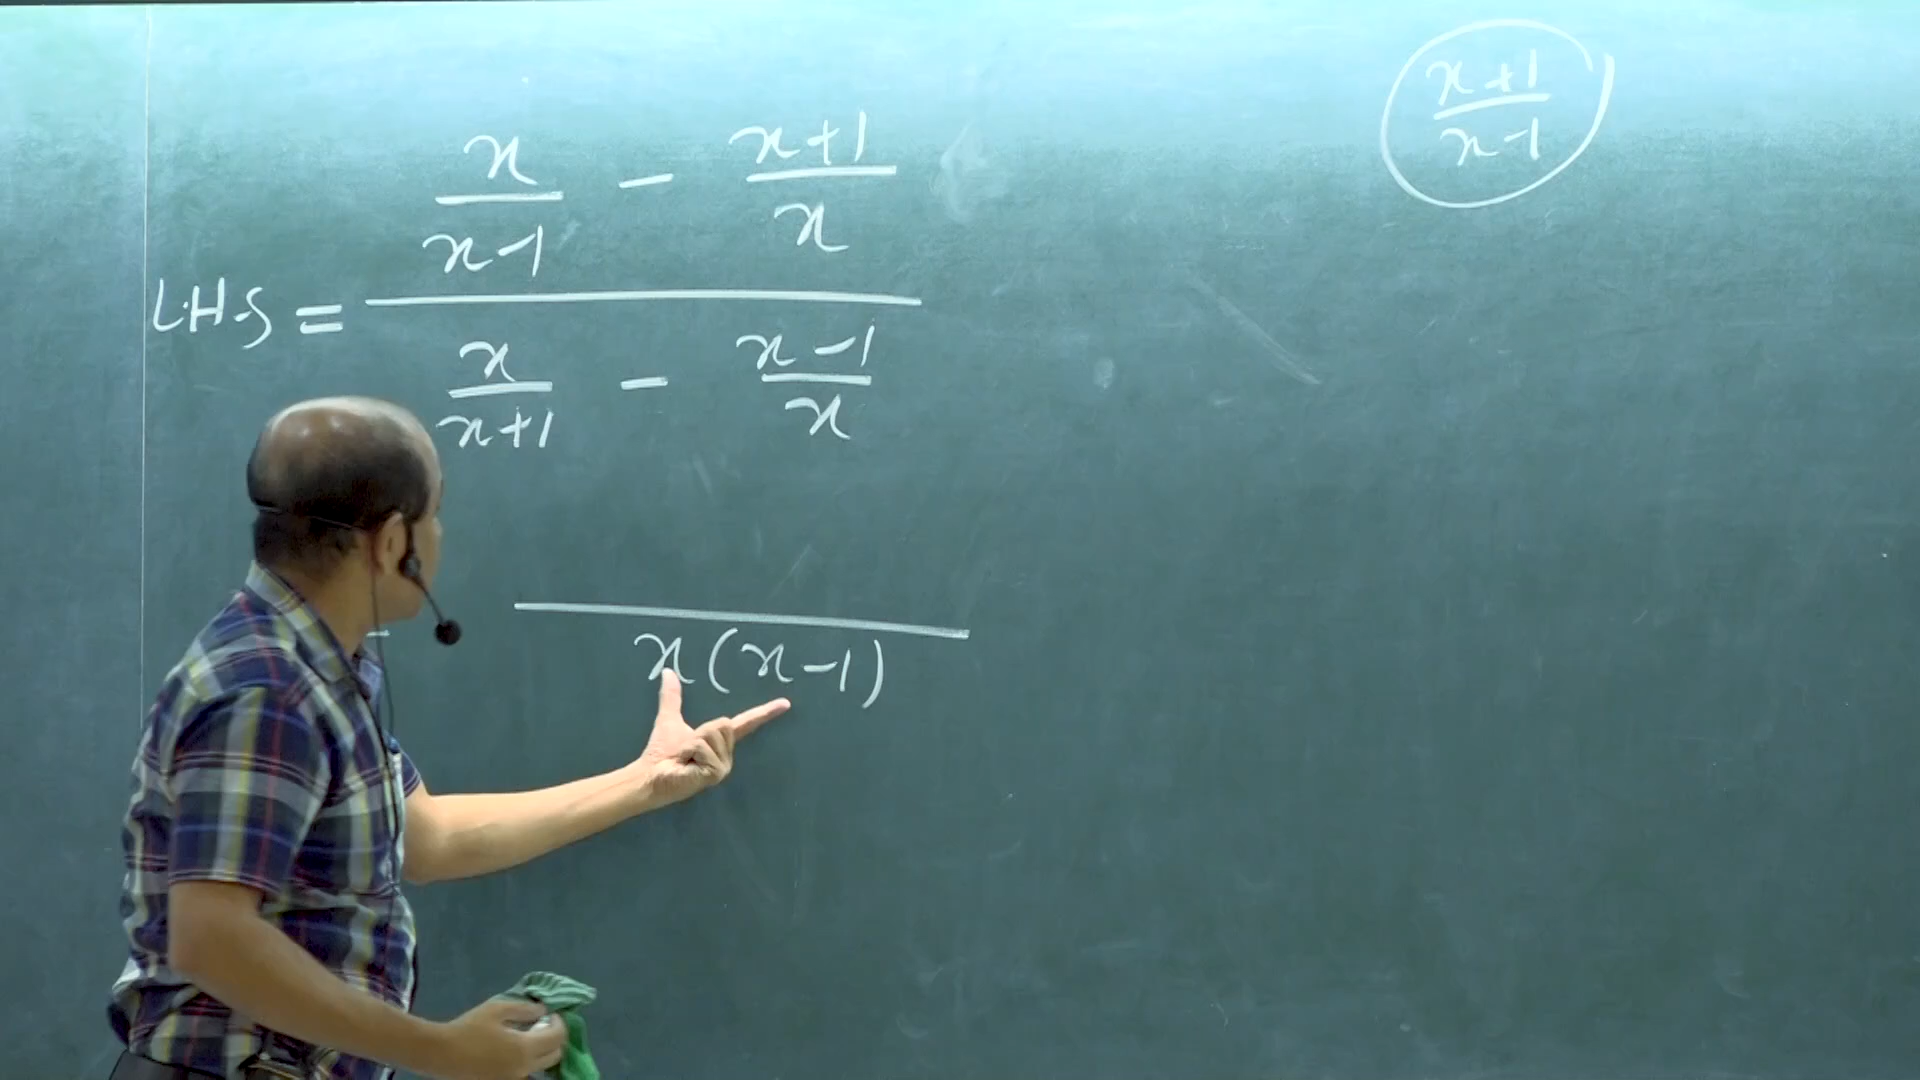 x+1
x-1
x/(x-1) - (x+1)/x
L.H.S =
x/(x+1) - (x-1)/x
=
x(x-1)